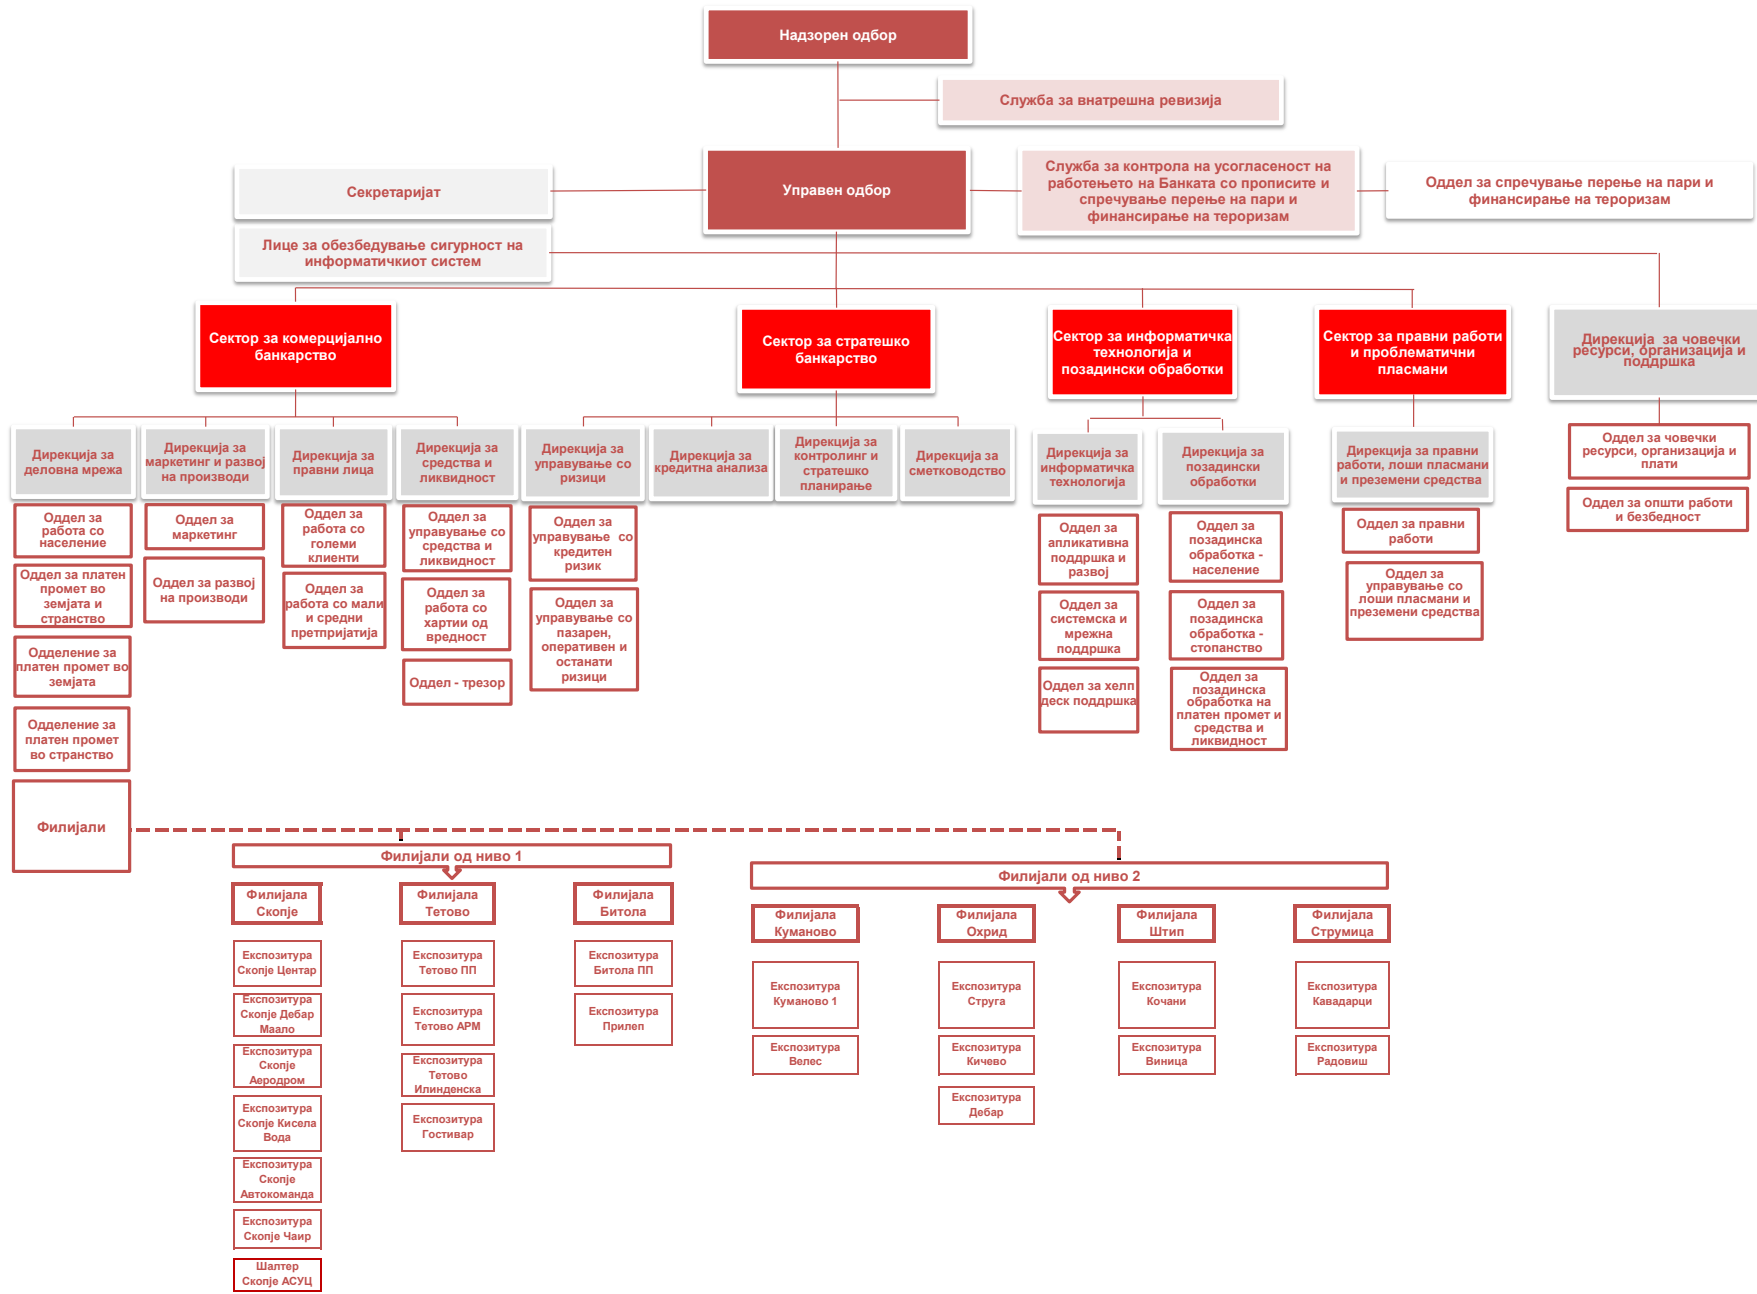 Надзорен одбор
Служба за внатрешна ревизија
Секретаријат
Управен одбор
Служба за контрола на усогласеност на
работењето на Банката со прописите и
спречување перење на пари и
финансирање на тероризам
Оддел за спречување перење на пари и
финансирање на тероризам
Лице за обезбедување сигурност на
информатичкиот систем
Сектор за комерцијално
банкарство
Сектор за стратешко
банкарство
Сектор за информатичка
технологија и
позадински обработки
Сектор за правни работи
и проблематични
пласмани
Дирекција  за човечки
ресурси, организација и
поддршка
Дирекција за
деловна мрежа
Дирекција за
маркетинг и развој
на производи
Дирекција за
правни лица
Дирекција за
средства и
ликвидност
Дирекција за
управување со
ризици
Дирекција за
кредитна анализа
Дирекција за
контролинг и
стратешко
планирање
Дирекција за
сметководство
Дирекција за
информатичка
технологија
Дирекција за
позадински
обработки
Дирекција за правни
работи, лоши пласмани
и преземени средства
Оддел за човечки
ресурси, организација и
плати
Оддел за општи работи
и безбедност
Оддел за
работа со
население
Оддел за платен
промет во
земјата и
странство
Одделение за
платен промет во
земјата
Одделение за
платен промет
во странство
Филијали
Оддел за
маркетинг
Оддел за развој
на производи
Оддел за
работа со
големи
клиенти
Оддел за
работа со мали
и средни
претпријатија
Оддел за
управување со
средства и
ликвидност
Оддел за
работа со
хартии од
вредност
Оддел - трезор
Оддел за
управување  со
кредитен
ризик
Оддел за
управување со
пазарен,
оперативен и
останати
ризици
Оддел за
апликативна
поддршка и
развој
Оддел за
системска и
мрежна
поддршка
Оддел за хелп
деск поддршка
Оддел за
позадинска
обработка -
население
Оддел за
позадинска
обработка -
стопанство
Оддел за
позадинска
обработка на
платен промет и
средства и
ликвидност
Оддел за правни
работи
Оддел за
управување со
лоши пласмани и
преземени средства
Филијали од ниво 1
Филијала
Скопје
Експозитура
Скопје Центар
Експозитура
Скопје Дебар
Маало
Експозитура
Скопје
Аеродром
Експозитура
Скопје Кисела
Вода
Експозитура
Скопје
Автокоманда
Експозитура
Скопје Чаир
Шалтер
Скопје АСУЦ
Филијала
Тетово
Експозитура
Тетово ПП
Експозитура
Тетово АРМ
Експозитура
Тетово
Илинденска
Експозитура
Гостивар
Филијала
Битола
Експозитура
Битола ПП
Експозитура
Прилеп
Филијали од ниво 2
Филијала
Куманово
Експозитура
Куманово 1
Експозитура
Велес
Филијала
Охрид
Експозитура
Струга
Експозитура
Кичево
Експозитура
Дебар
Филијала
Штип
Експозитура
Кочани
Експозитура
Виница
Филијала
Струмица
Експозитура
Кавадарци
Експозитура
Радовиш